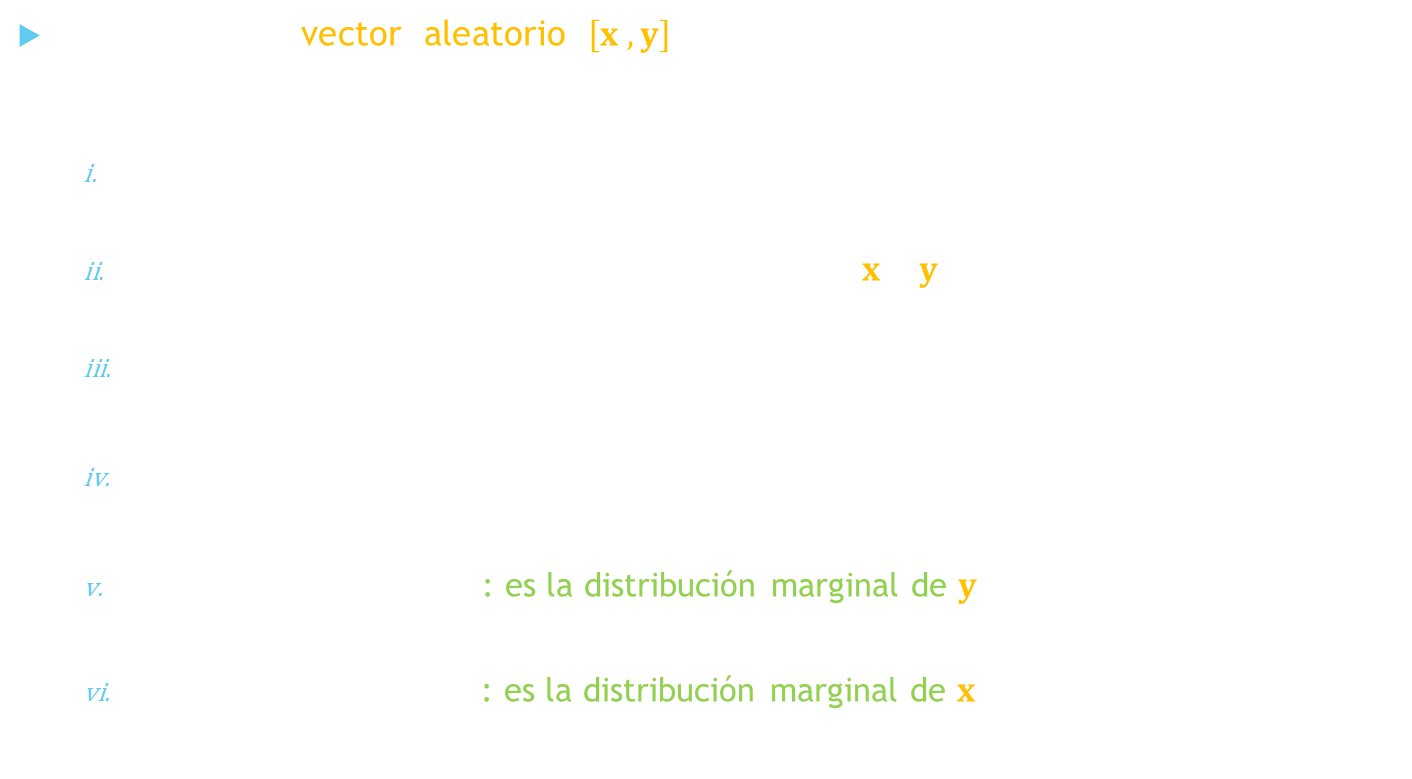 ▶ vector aleatorio [x , y]
i.
ii. x y
iii.
iv.
v. : es la distribución marginal de y
vi. : es la distribución marginal de x